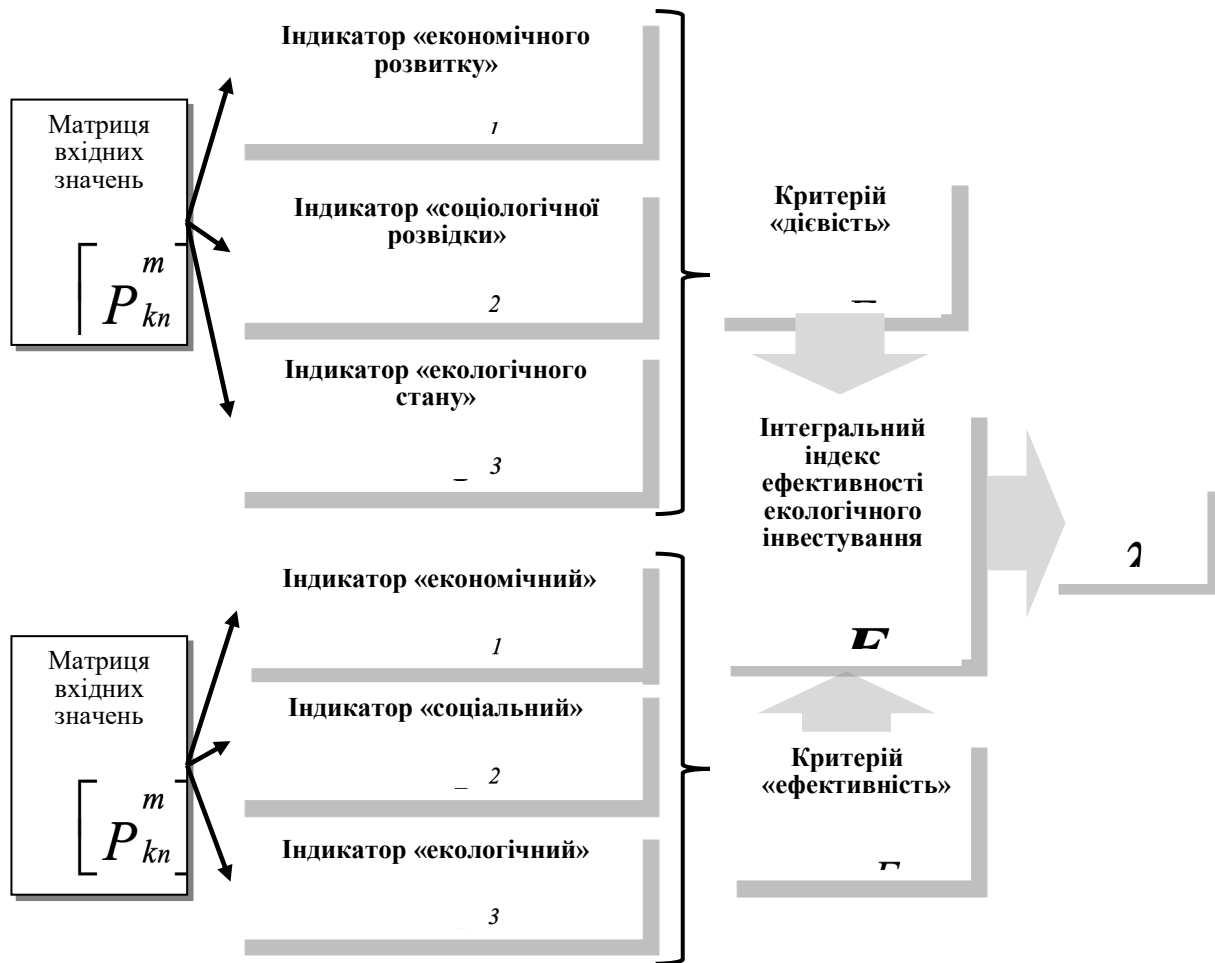 Матриця
вхідних
значень
P m kn
Індикатор «економічного
розвитку»
1
Індикатор «соціологічної
розвідки»
2
Індикатор «екологічного
стану»
3
Критерій
«дієвість»
Інтегральний
індекс
ефективності
екологічного
інвестування
Матриця
вхідних
значень
P m kn
Індикатор «економічний»
1
Індикатор «соціальний»
2
Індикатор «екологічний»
3
Критерій
«ефективність»